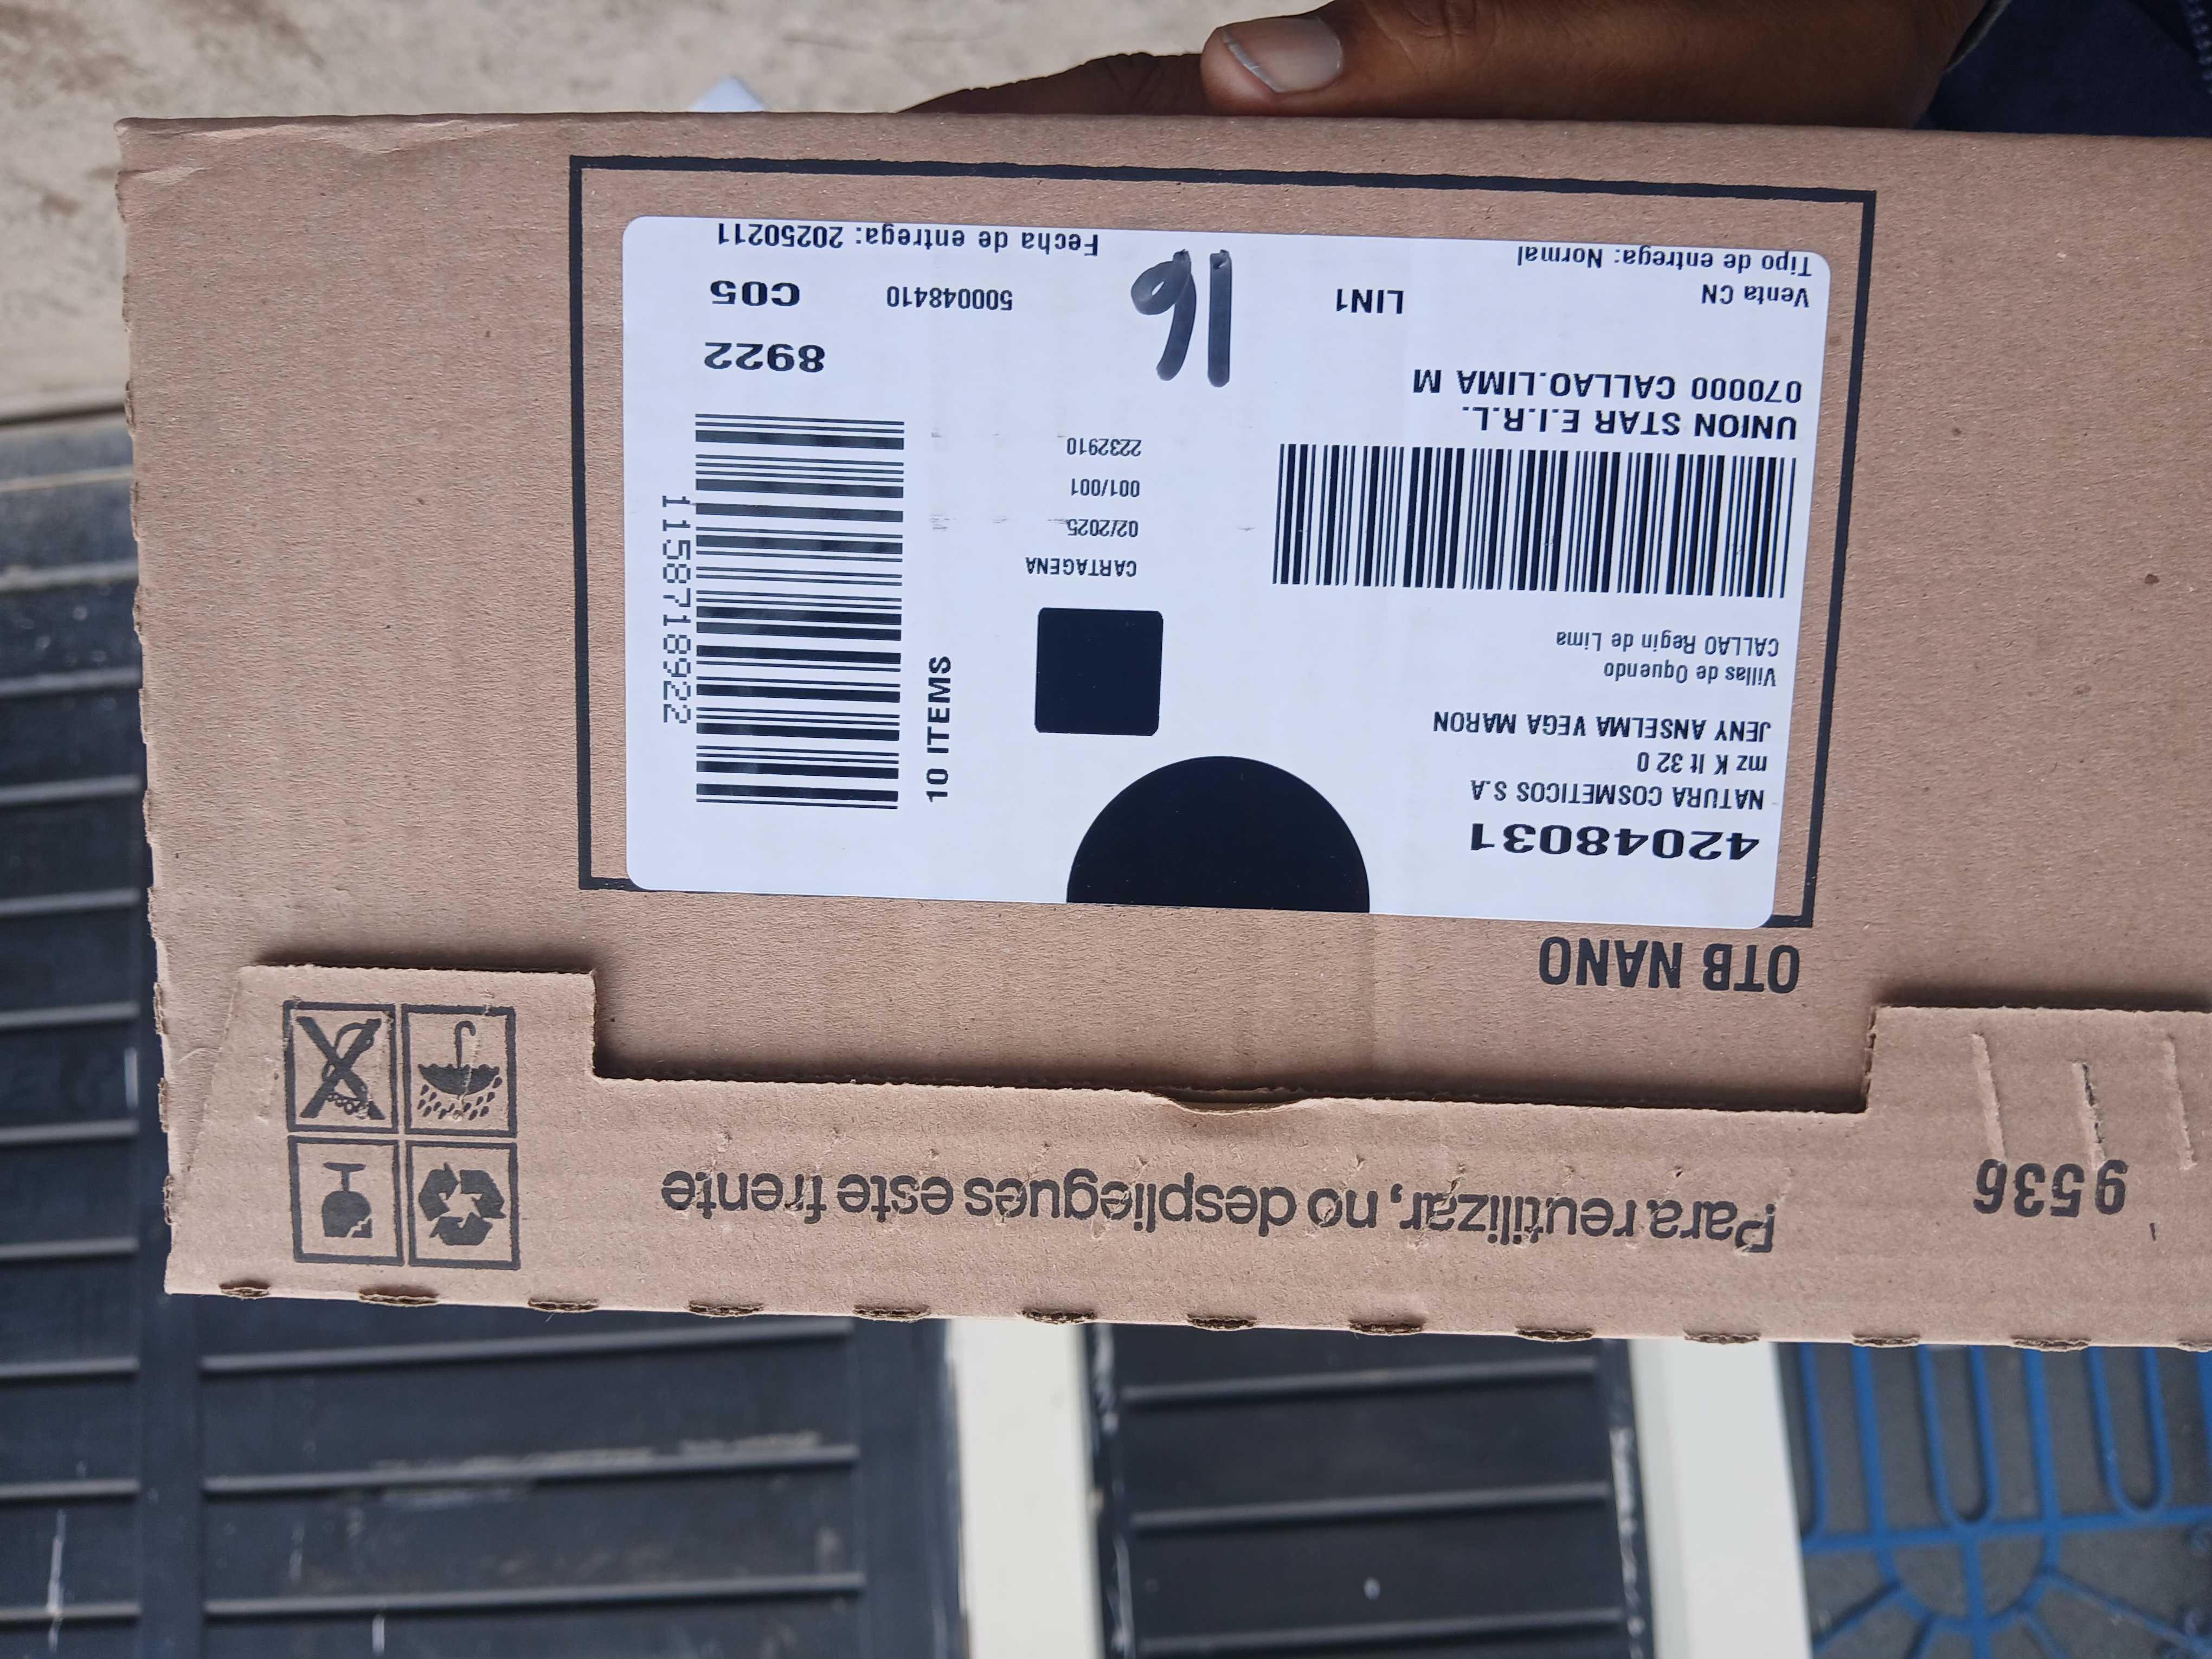 9536
Para reutilizar, no despliegues este frente
OTB NANO
42048031
NATURA COSMETICOS S.A
mz K lt 32 0
JENY ANSELMA VEGA MARON
Villas de Oquendo
CALLAO Regin de Lima
UNION STAR E.I.R.L.
070000 CALLAO.LIMA M
Venta CN
LIN1
Tipo de entrega: Normal
CARTAGENA
02/2025
001/001
2232910
16
10 ITEMS
1158718922
8922
500048410
C05
Fecha de entrega: 20250211